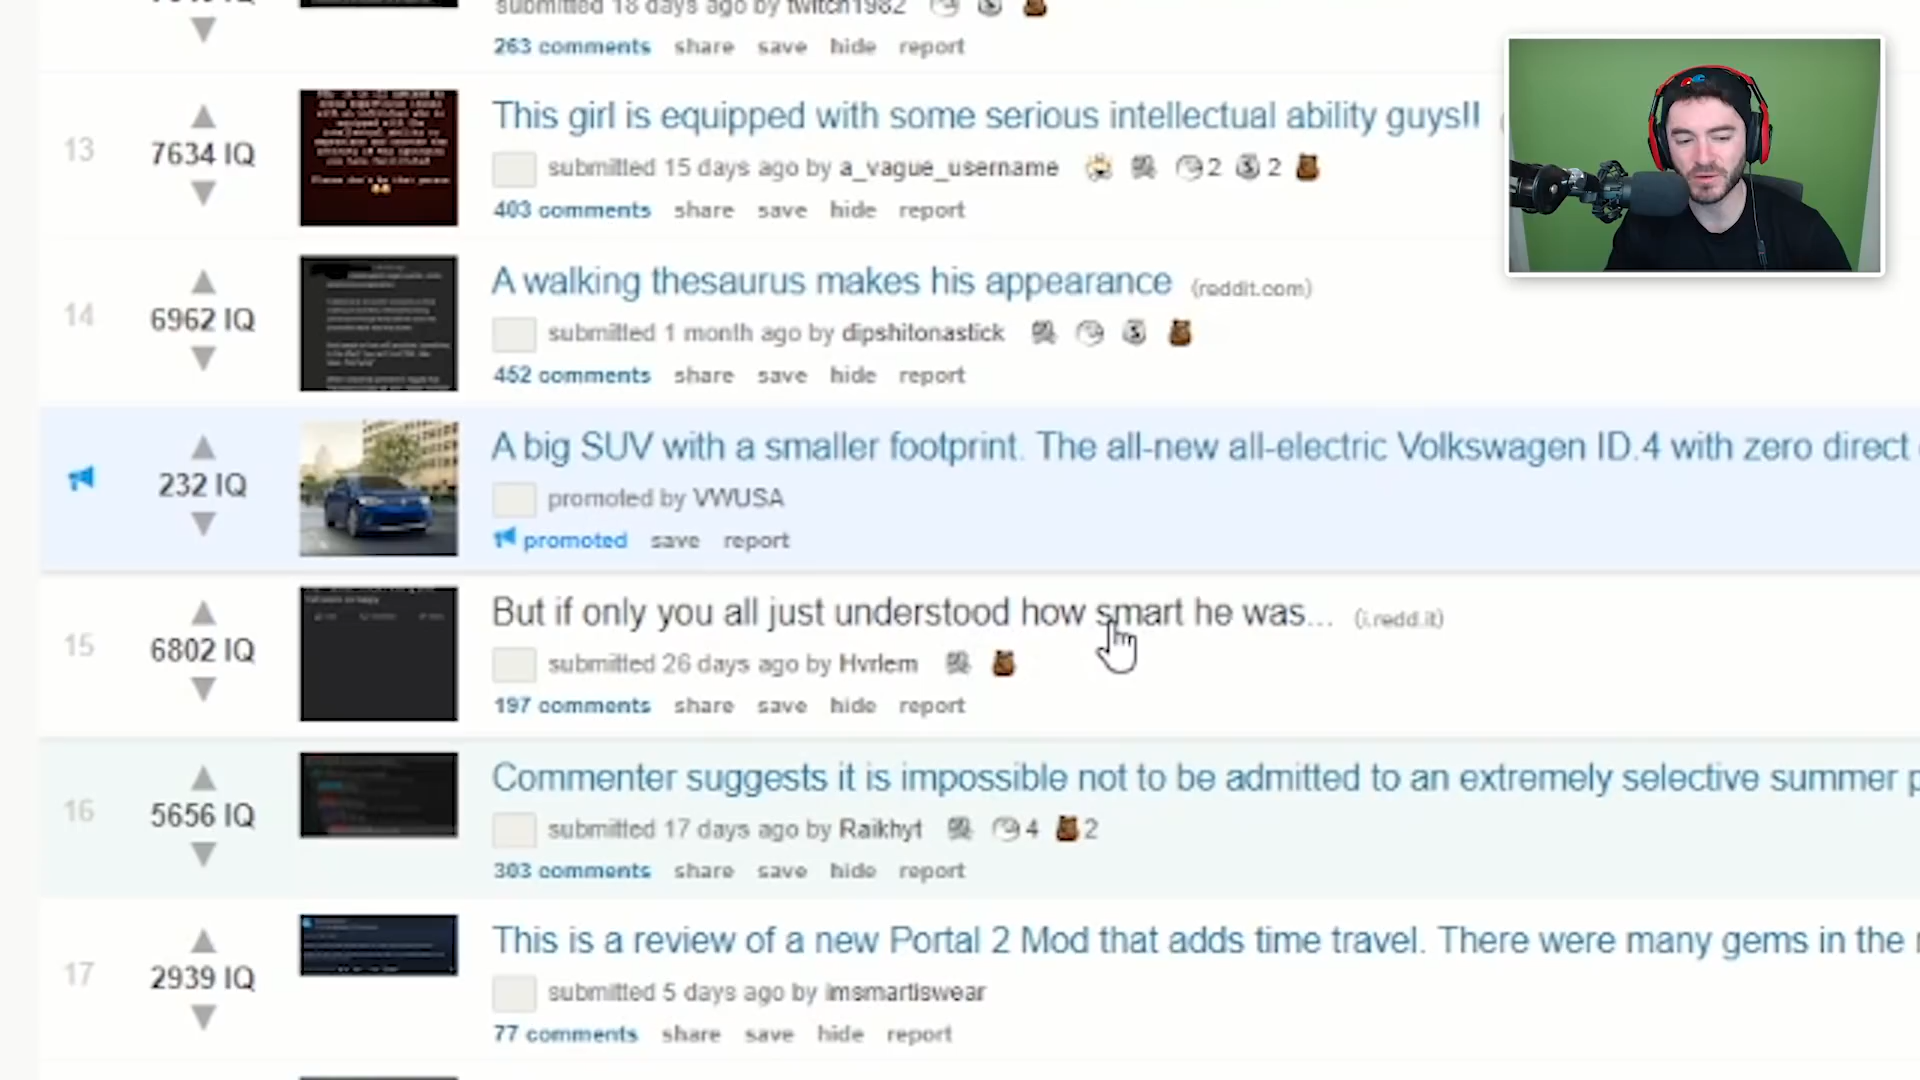 submitted 18 days ago by twitch1982
263 comments share save hide report
13
7634 IQ
This girl is equipped with some serious intellectual ability guys!!
submitted 15 days ago by a_vague_username 2 2
403 comments share save hide report
14
6962 IQ
A walking thesaurus makes his appearance (reddit.com)
submitted 1 month ago by dipshitonastick
452 comments share save hide report
232 IQ
A big SUV with a smaller footprint. The all-new all-electric Volkswagen ID.4 with zero direct
promoted by VWUSA
promoted save report
15
6802 IQ
But if only you all just understood how smart he was... (i.redd.it)
submitted 26 days ago by Hvrlem
197 comments share save hide report
16
5656 IQ
Commenter suggests it is impossible not to be admitted to an extremely selective summer p
submitted 17 days ago by Raikhyt 4 2
303 comments share save hide report
17
2939 IQ
This is a review of a new Portal 2 Mod that adds time travel. There were many gems in the
submitted 5 days ago by imsmartiswear
77 comments share save hide report